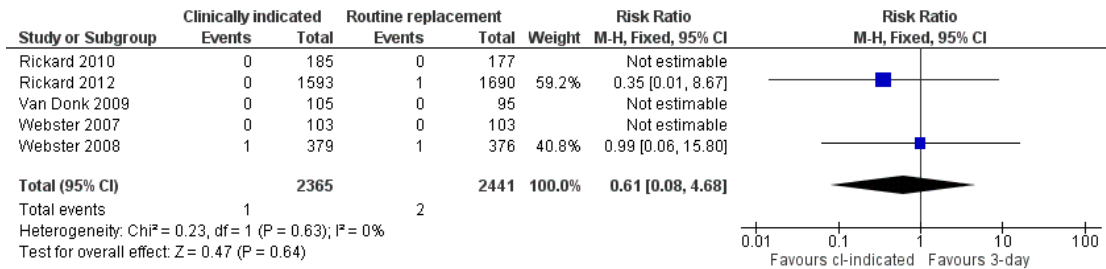 Clinically indicated Routine replacement Risk Ratio Risk Ratio
Study or Subgroup Events Total Events Total Weight M-H, Fixed, 95% CI M-H, Fixed, 95% CI
Rickard 2010 0 185 0 177 Not estimable
Rickard 2012 0 1593 1 1690 59.2% 0.35 [0.01, 8.67]
Van Donk 2009 0 105 0 95 Not estimable
Webster 2007 0 103 0 103 Not estimable
Webster 2008 1 379 1 376 40.8% 0.99 [0.06, 15.80]
Total (95% CI) 2365 2441 100.0% 0.61 [0.08, 4.68]
Total events 1 2
Heterogeneity: Chi² = 0.23, df = 1 (P = 0.63); I² = 0%
Test for overall effect: Z = 0.47 (P = 0.64)
0.01 0.1 1 10 100
Favours cl-indicated Favours 3-day